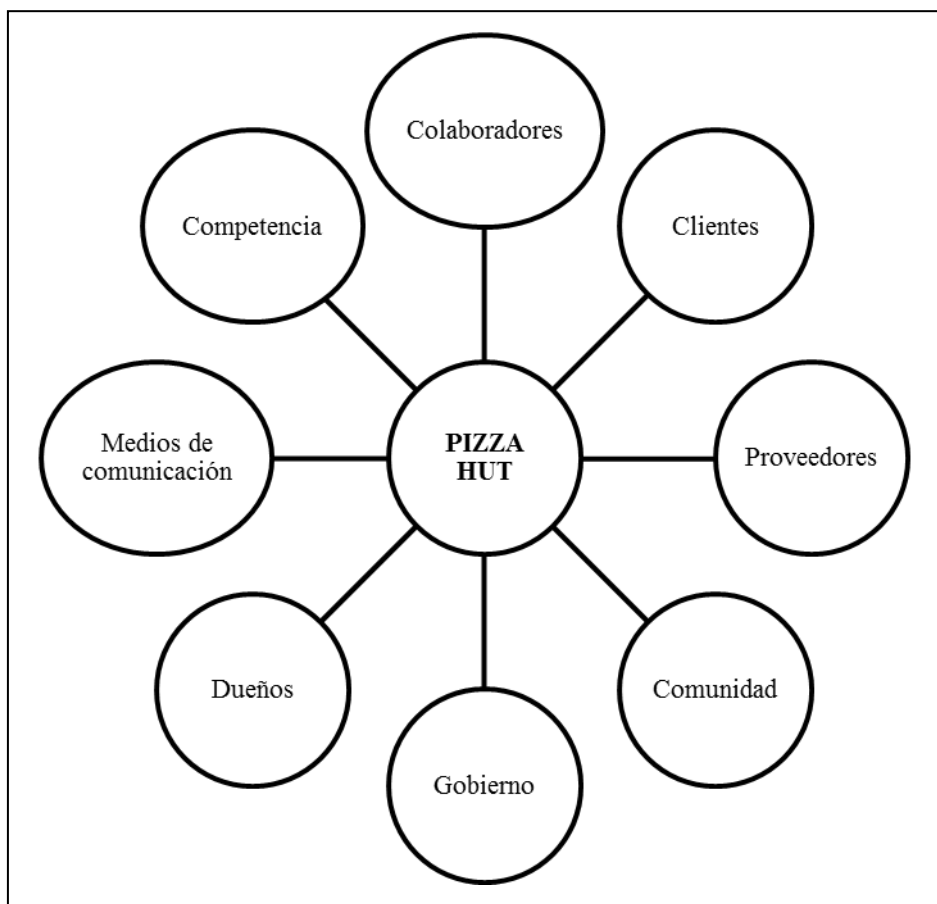 Colaboradores
Competencia
Clientes
Medios de
comunicación
PIZZA
HUT
Proveedores
Dueños
Comunidad
Gobierno